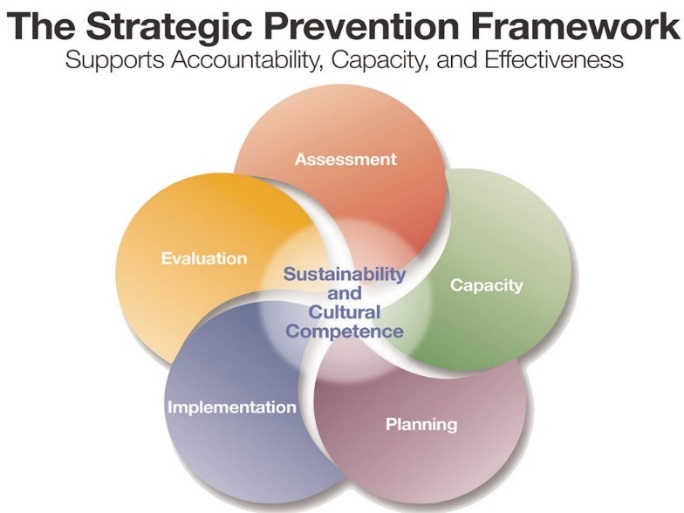 The Strategic Prevention Framework
Supports Accountability, Capacity, and Effectiveness
Assessment
Evaluation
Capacity
Sustainability
and
Cultural
Competence
Implementation
Planning